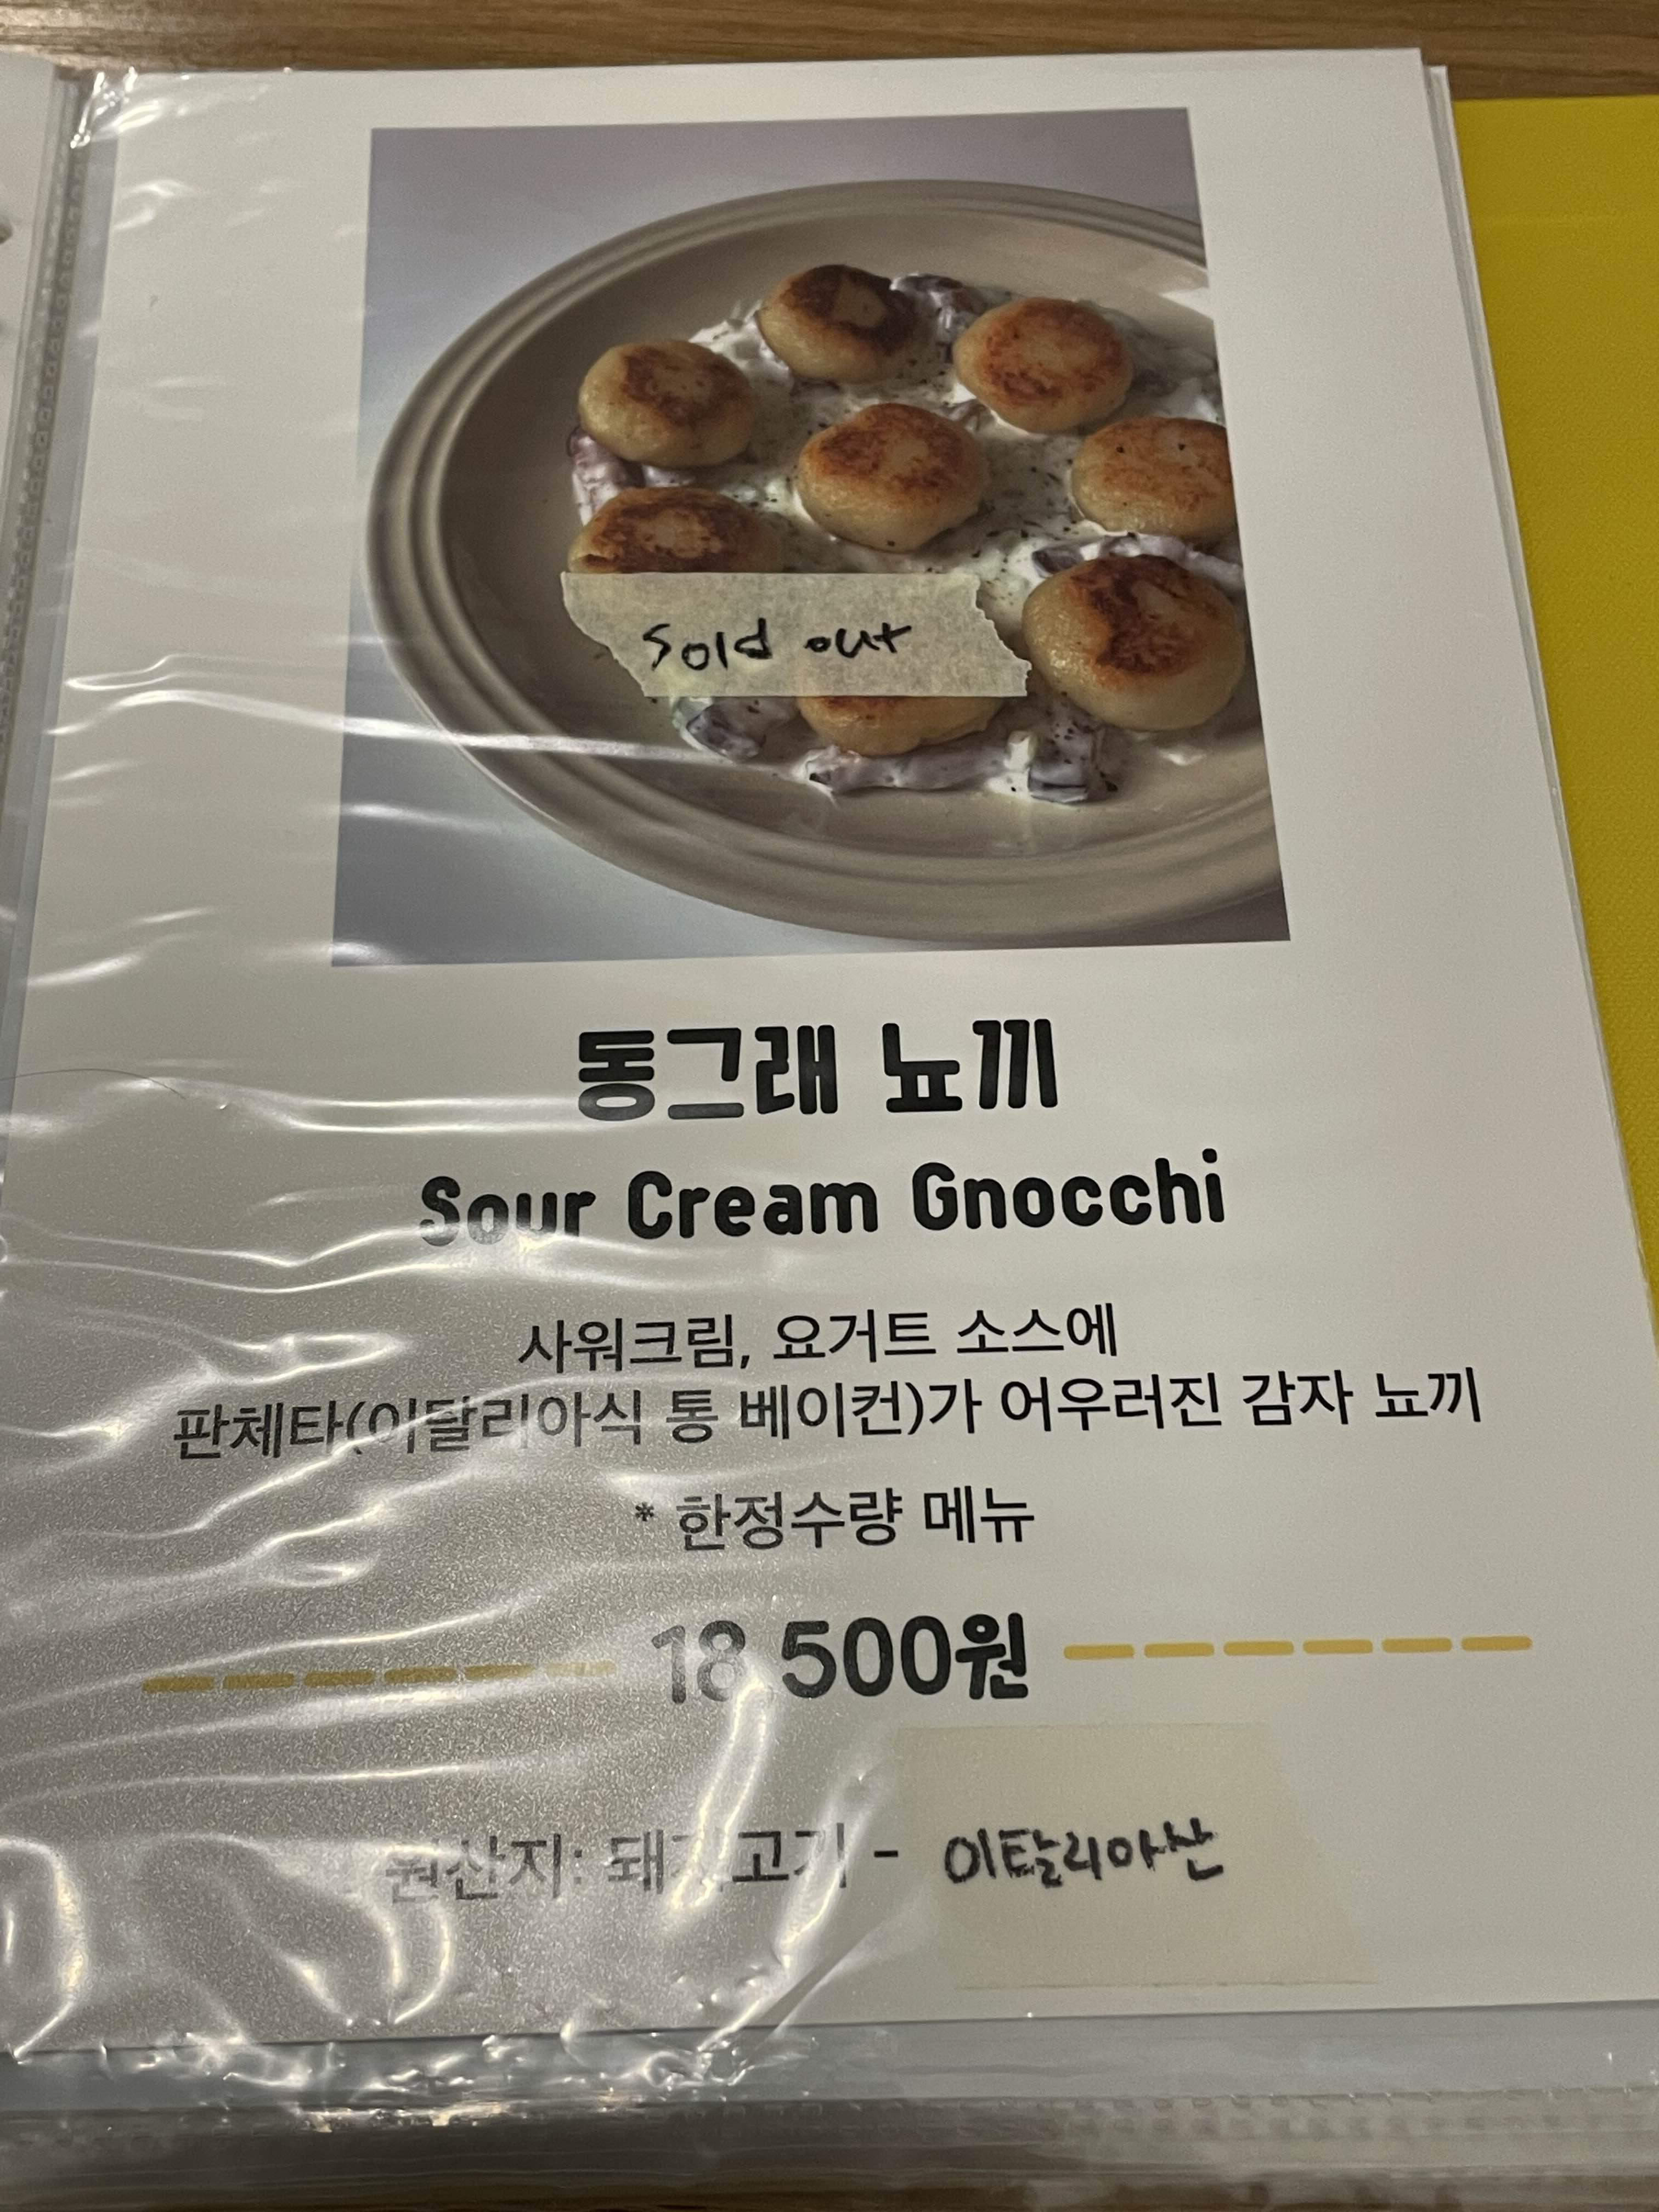 Sold out
동그래 뇨끼
Sour Cream Gnocchi
사워크림, 요거트 소스에
판체타(이탈리아식 통 베이컨)가 어우러진 감자 뇨끼
* 한정수량 메뉴
18,500원
원산지: 돼지고기 - 이탈리아산